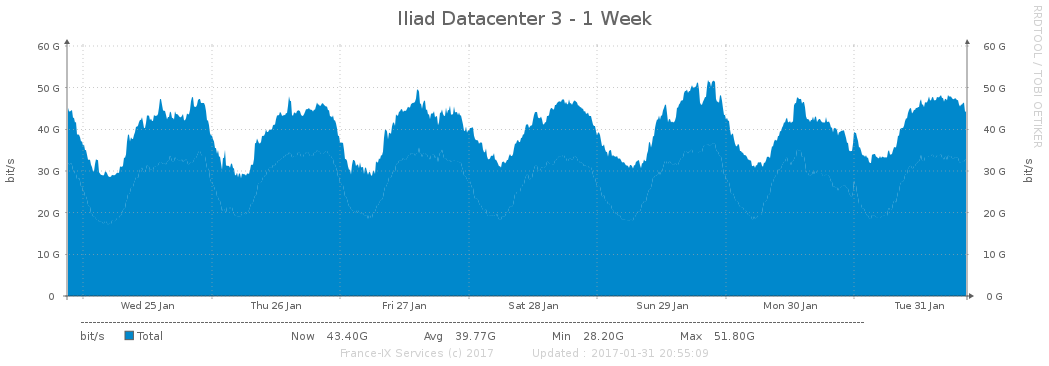 Iliad Datacenter 3 - 1 Week
RRDTOOL / TOBI OETIKER
60 G 60 G
50 G 50 G
40 G 40 G
30 G 30 G
20 G 20 G
10 G 10 G
0 0 G
bit/s bit/s
Wed 25 Jan Thu 26 Jan Fri 27 Jan Sat 28 Jan Sun 29 Jan Mon 30 Jan Tue 31 Jan
bit/s Total Now 43.40G Avg 39.77G Min 28.20G Max 51.80G
France-IX Services (c) 2017 Updated : 2017-01-31 20:55:09